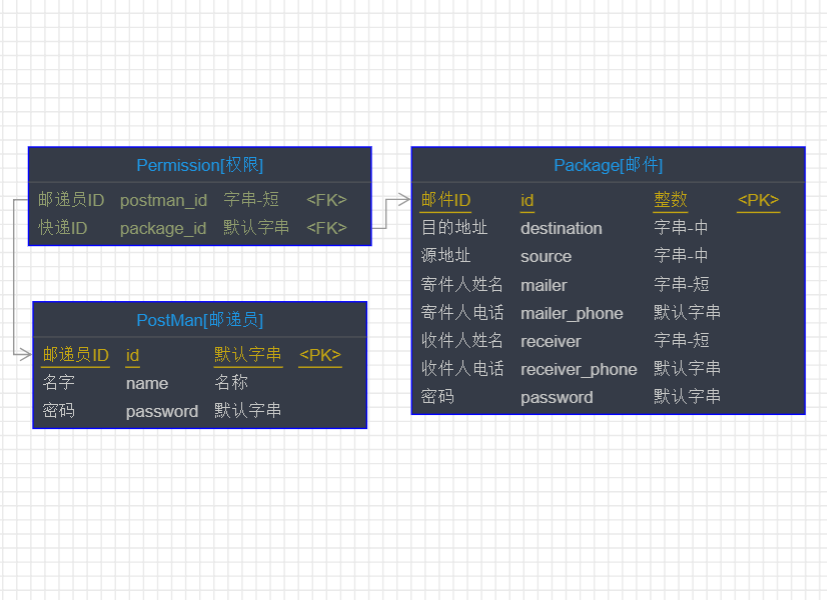 Permission[权限]
邮递员ID postman_id 字串-短 <FK>
快递ID package_id 默认字串 <FK>
PostMan[邮递员]
邮递员ID id 默认字串 <PK>
名字 name 名称
密码 password 默认字串
Package[邮件]
邮件ID id 整数 <PK>
目的地址 destination 字串-中
源地址 source 字串-中
寄件人姓名 mailer 字串-短
寄件人电话 mailer_phone 默认字串
收件人姓名 receiver 字串-短
收件人电话 receiver_phone 默认字串
密码 password 默认字串